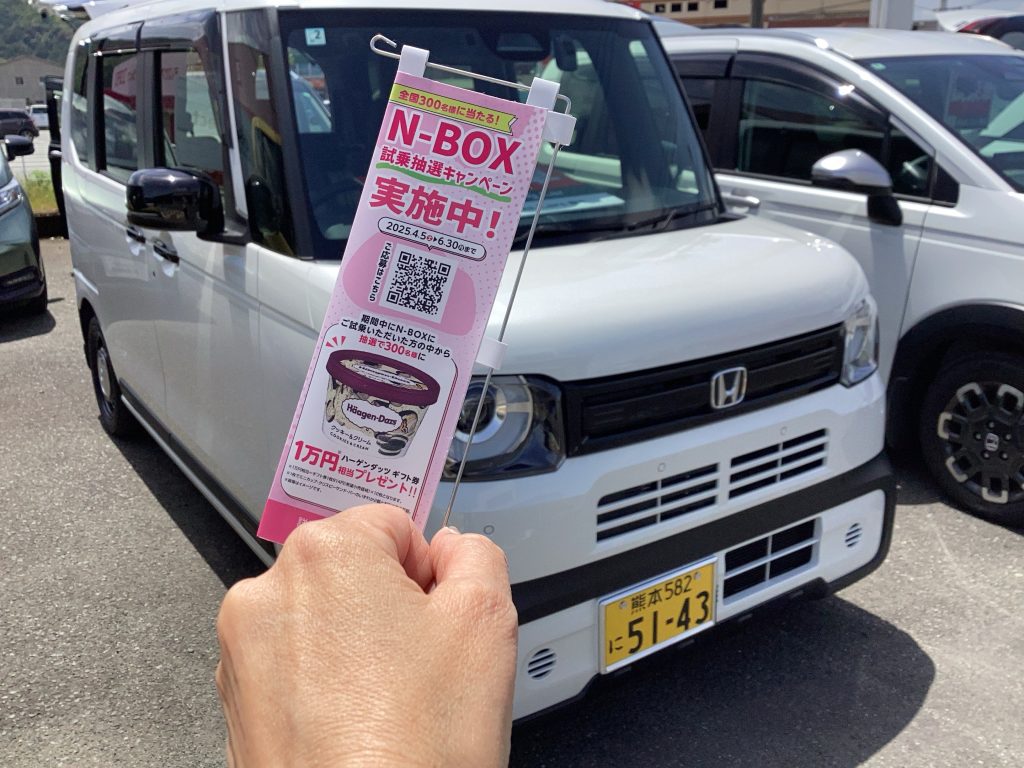 全国300名様に当たる!
N-BOX
試乗抽選キャンペーン
実施中!
2025.4.5㊏▶6.30㊊まで
ご応募はこちら
期間中にN-BOXに
ご試乗いただいた方の中から
抽選で300名様に
Häagen-Dazs
クッキー&クリーム
COOKIES & CREAM
1万円相当 ハーゲンダッツ ギフト券
プレゼント!!
2
熊本 582
に 51-43